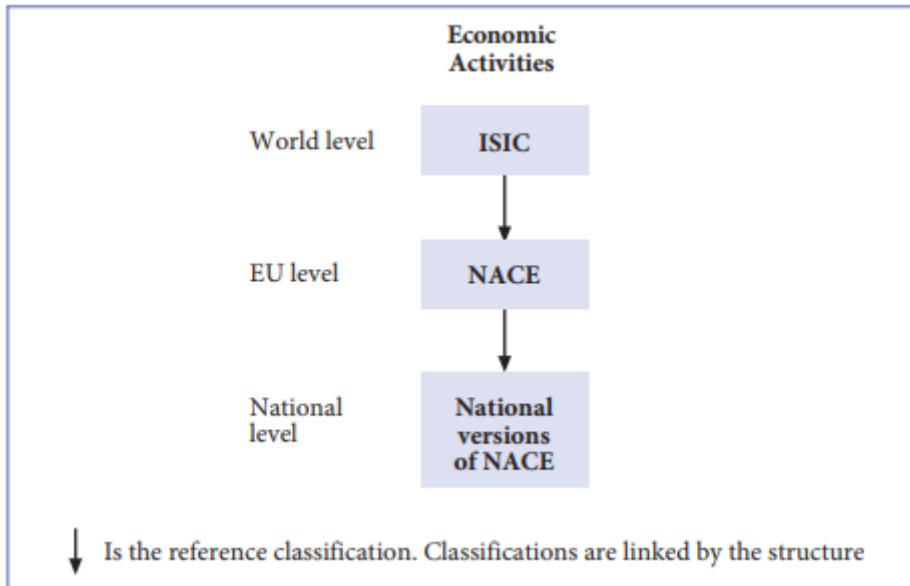 Economic
Activities
World level
ISIC
EU level
NACE
National
level
National
versions
of NACE
Is the reference classification. Classifications are linked by the structure